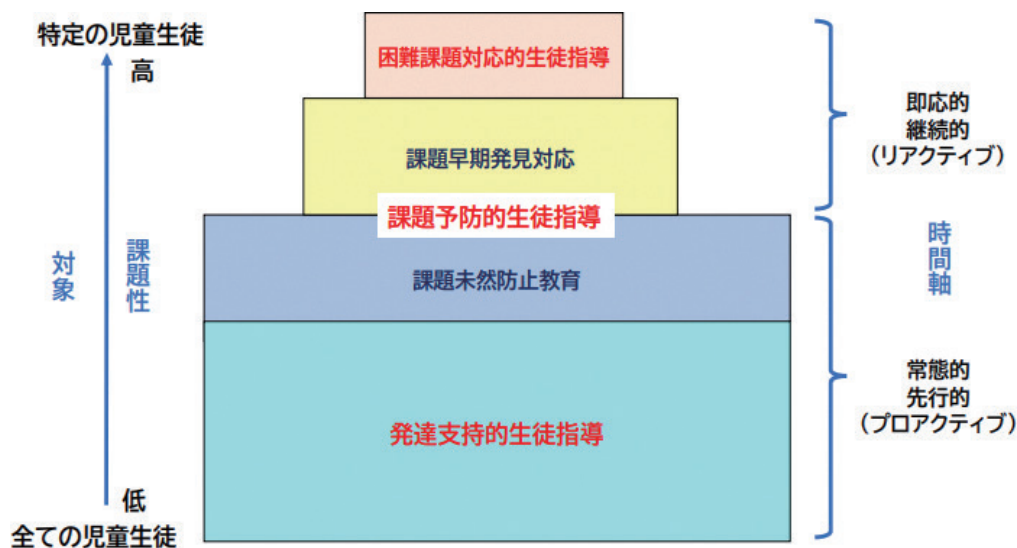 特定の児童生徒
高
困難課題対応的生徒指導
即応的
継続的
（リアクティブ）
課題早期発見対応
課題予防的生徒指導
対象
課題性
課題未然防止教育
時間軸
常態的
先行的
（プロアクティブ）
発達支持的生徒指導
低
全ての児童生徒